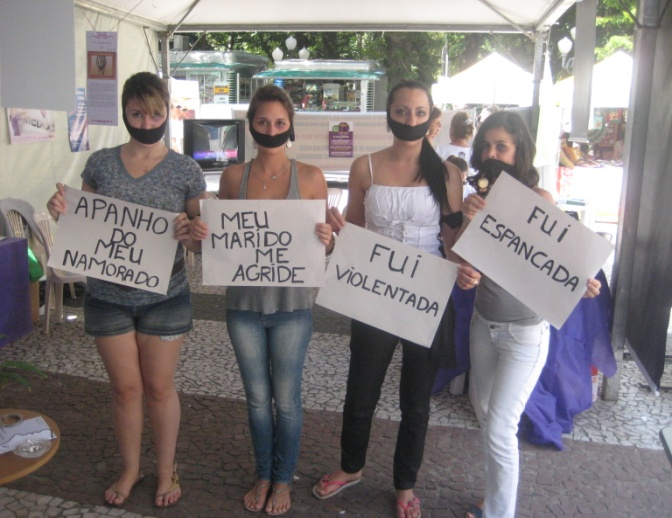 APANHO
DO
MEU
NAMORADO
MEU
MARIDO
ME
AGRIDE
FUI
VIOLENTADA
FUI
ESPANCADA